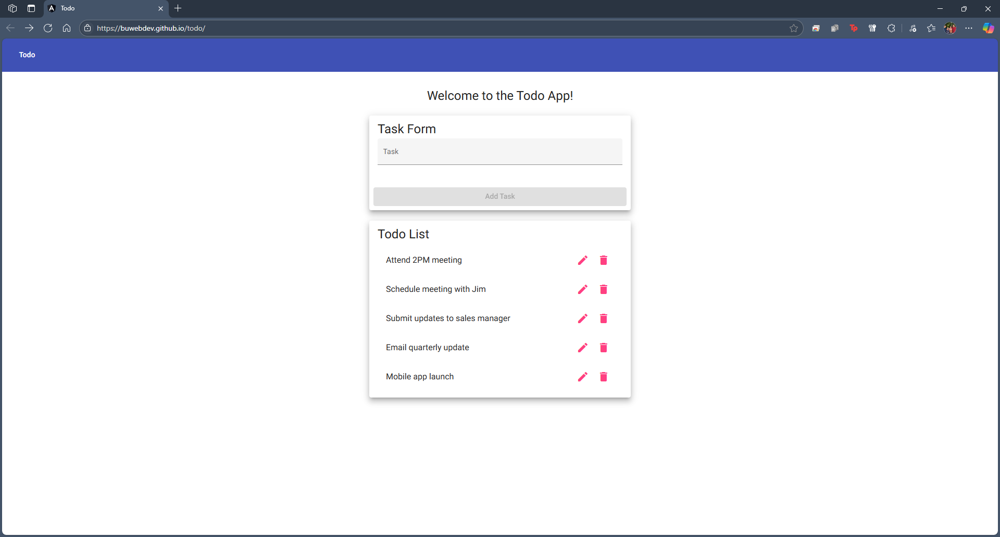 Todo
https://buwebdev.github.io/todo/
Todo
Welcome to the Todo App!
Task Form
Task
Add Task
Todo List
Attend 2PM meeting
Schedule meeting with Jim
Submit updates to sales manager
Email quarterly update
Mobile app launch